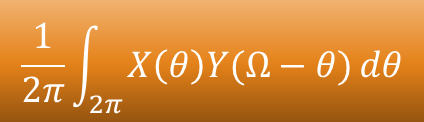 1/2π ∫_2π X(θ)Y(Ω − θ) dθ